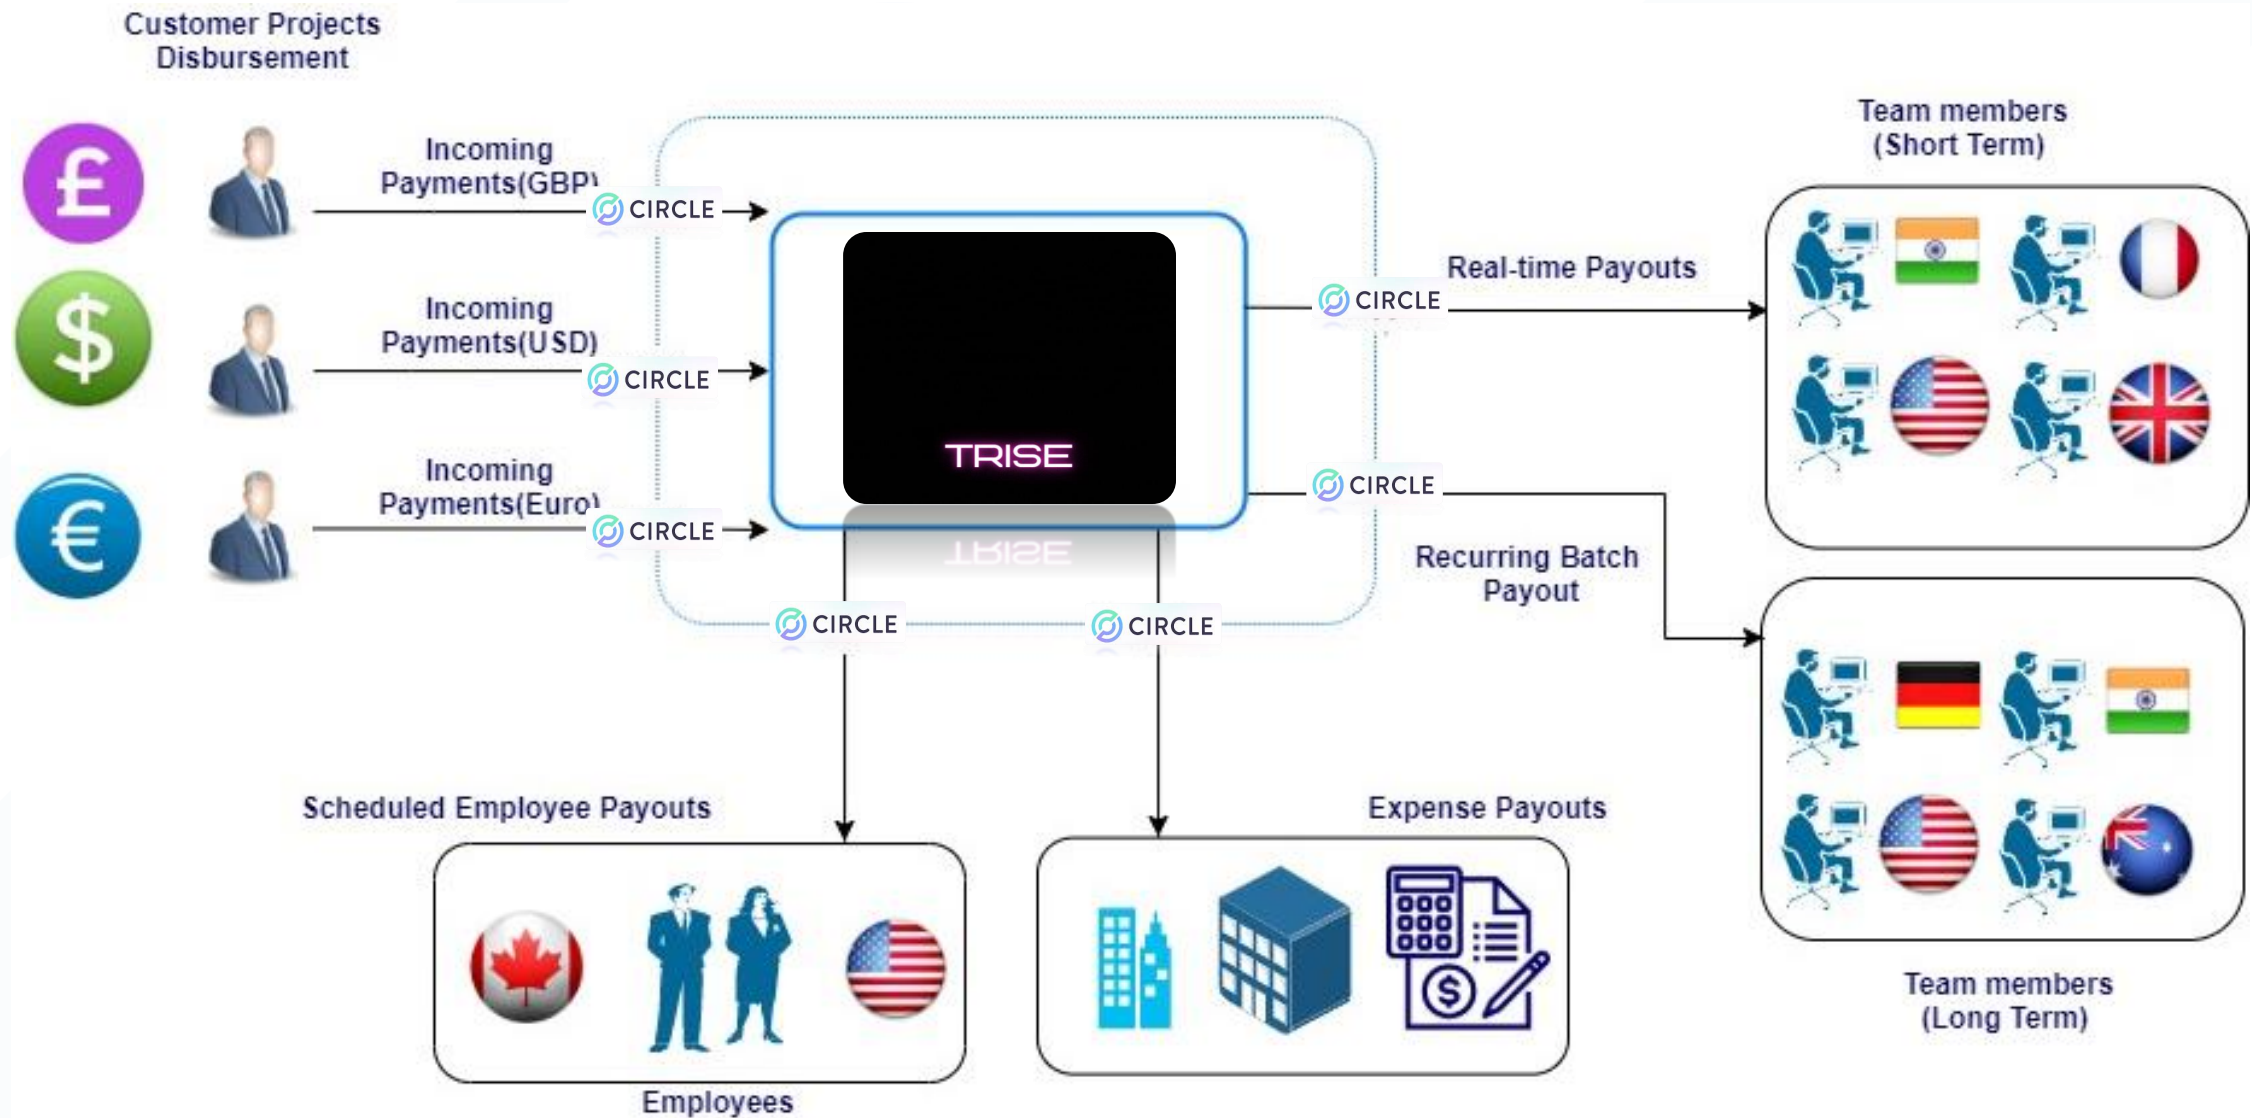 Customer Projects
Disbursement
£
Incoming
Payments(GBP)
CIRCLE
$
Incoming
Payments(USD)
CIRCLE
€
Incoming
Payments(Euro)
CIRCLE
TRISE
TRISE
CIRCLE
Real-time Payouts
CIRCLE
Recurring Batch
Payout
CIRCLE
CIRCLE
Team members
(Short Term)
Team members
(Long Term)
Scheduled Employee Payouts
Employees
Expense Payouts
$